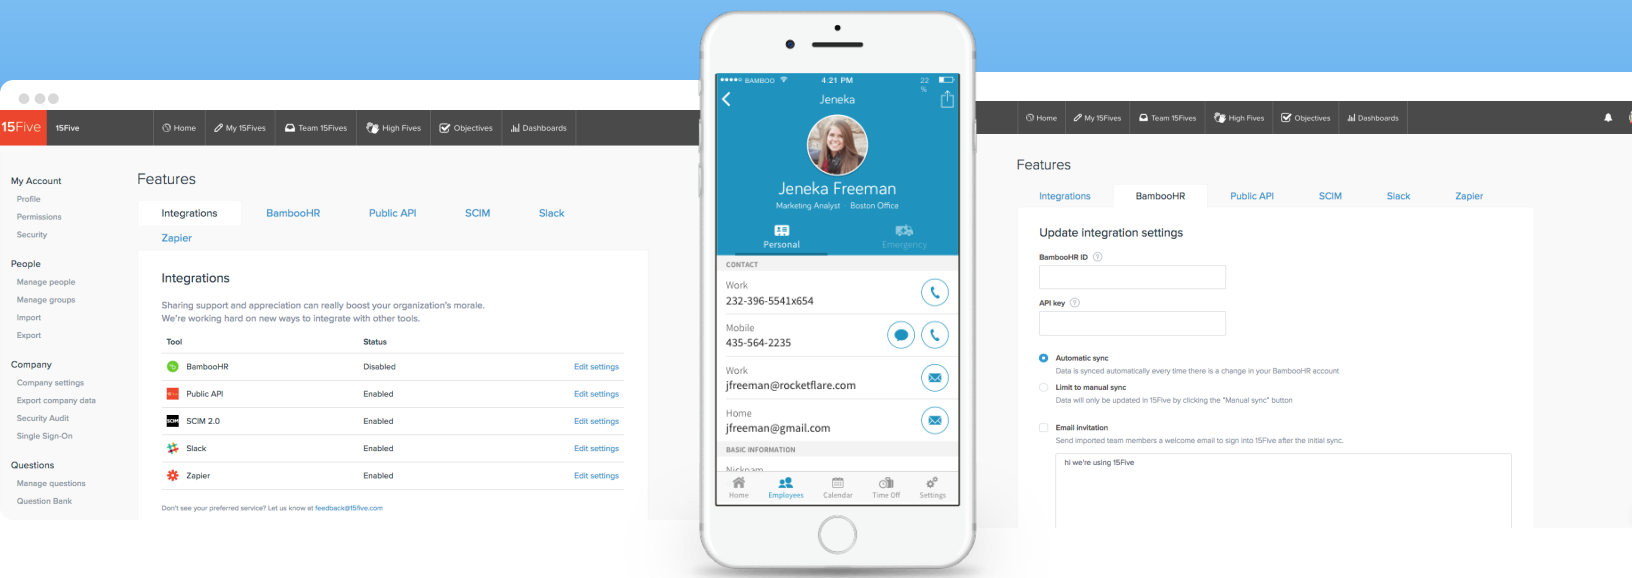 15Five
15Five
Home
My 15Fives
Team 15Fives
High Fives
Objectives
Dashboards
My Account
Profile
Permissions
Security
People
Manage people
Manage groups
Import
Export
Company
Company settings
Export company data
Security Audit
Single Sign-On
Questions
Manage questions
Question Bank
Features
Integrations
BambooHR
Public API
SCIM
Slack
Zapier
Integrations
Sharing support and appreciation can really boost your organization's morale.
We're working hard on new ways to integrate with other tools.
Tool Status
BambooHR Disabled Edit settings
Public API Enabled Edit settings
SCIM 2.0 Enabled Edit settings
Slack Enabled Edit settings
Zapier Enabled Edit settings
Don't see your preferred service? Let us know at feedback@15five.com
BAMBOO 4:21 PM 22
%
Jeneka
Jeneka Freeman
Marketing Analyst · Boston Office
Personal
Emergency
CONTACT
Work
232-396-5541x654
Mobile
435-564-2235
Work
jfreeman@rocketflare.com
Home
jfreeman@gmail.com
BASIC INFORMATION
Nickname
Home
Employees
Calendar
Time Off
Settings
Home
My 15Fives
Team 15Fives
High Fives
Objectives
Dashboards
Features
Integrations
BambooHR
Public API
SCIM
Slack
Zapier
Update integration settings
BambooHR ID ?
API key ?
Automatic sync
Data is synced automatically every time there is a change in your BambooHR account
Limit to manual sync
Data will only be updated in 15Five by clicking the "Manual sync" button
Email invitation
Send imported team members a welcome email to sign into 15Five after the initial sync.
hi we're using 15Five